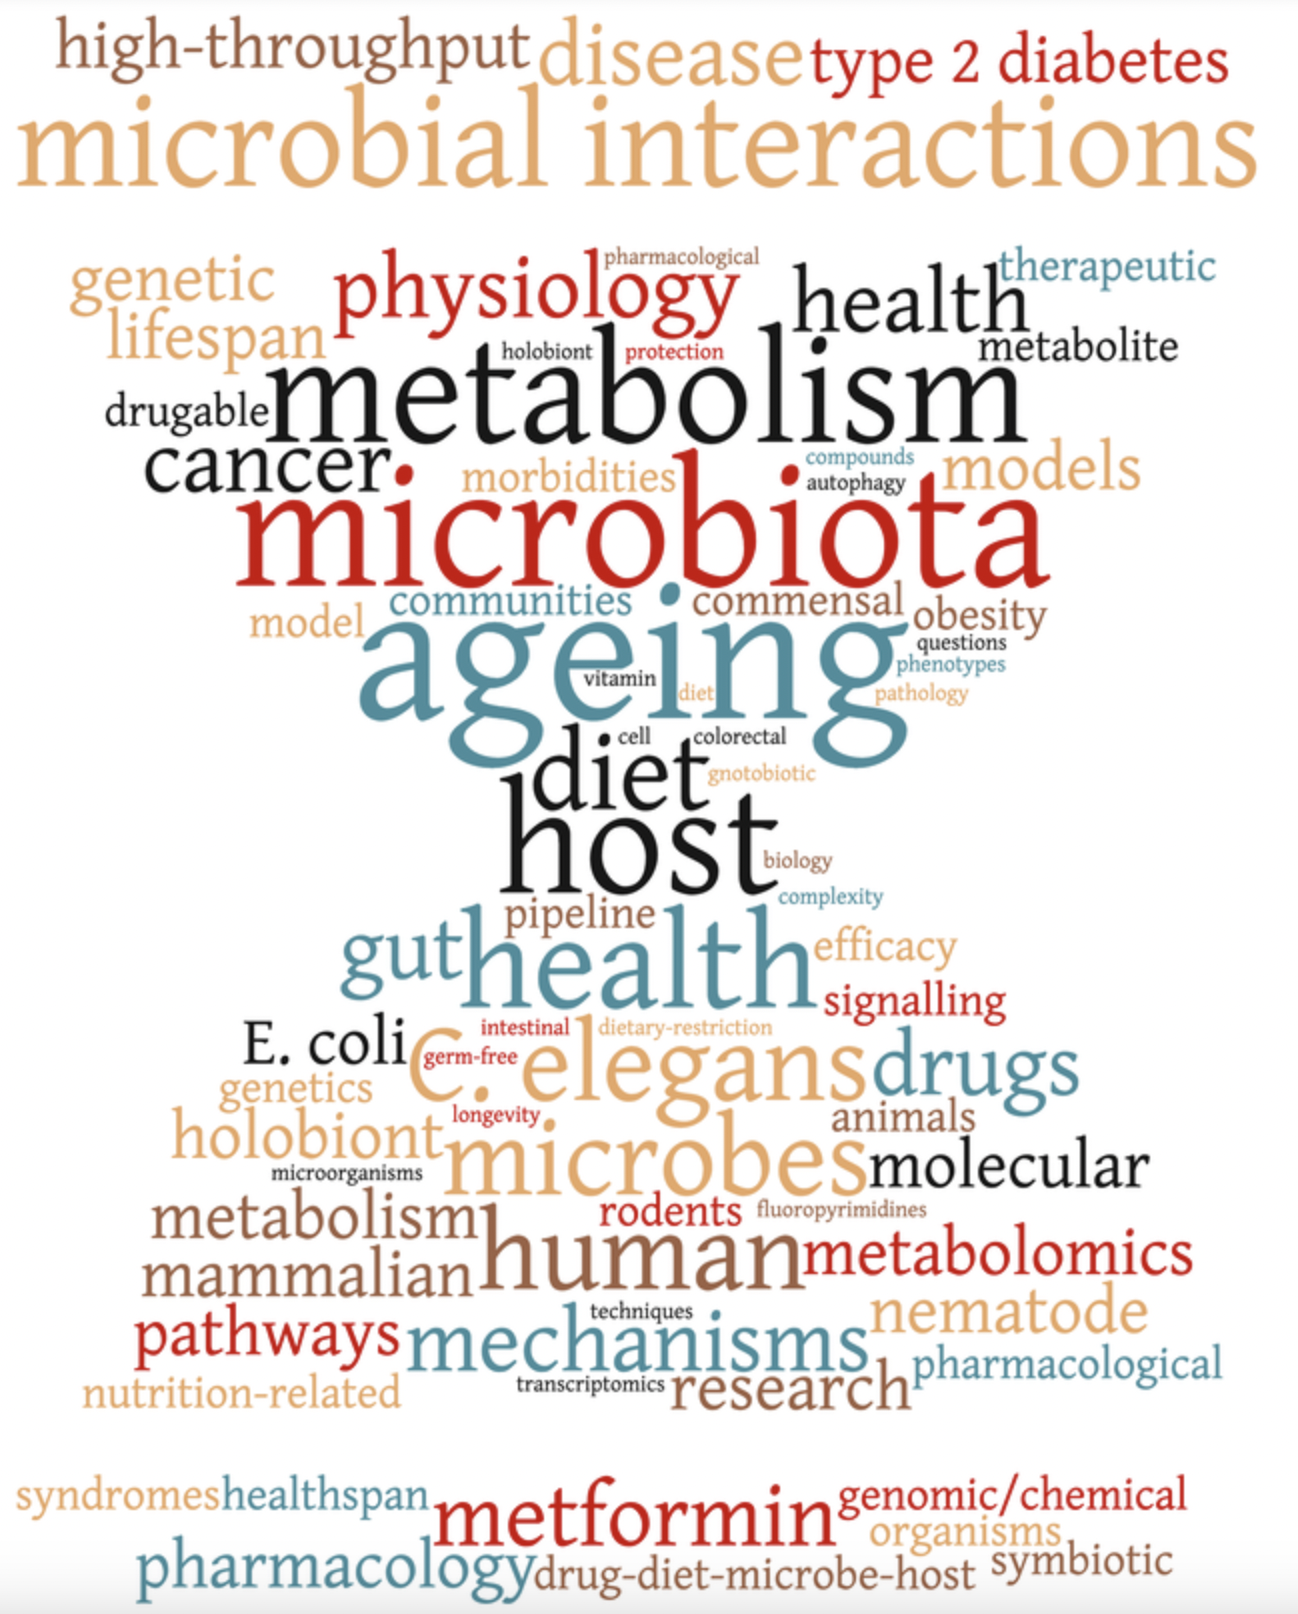 high-throughput disease type 2 diabetes
microbial interactions
genetic physiology pharmacological health therapeutic
lifespan holobiont protection metabolite
drugable metabolism
cancer morbidities compounds models
autophagy
microbiota
communities commensal obesity
model ageing questions
phenotypes
vitamin diet pathology
cell colorectal
diet gnotobiotic
host biology
complexity
pipeline
gut health efficacy
signalling
E. coli intestinal dietary-restriction
germ-free C. elegans drugs
genetics longevity animals
holobiont microbes molecular
microorganisms
metabolism rodents fluoropyrimidines
mammalian human metabolomics
techniques nematode
pathways mechanisms pharmacological
nutrition-related transcriptomics research
syndromes healthspan metformin genomic/chemical
organisms
pharmacology drug-diet-microbe-host symbiotic